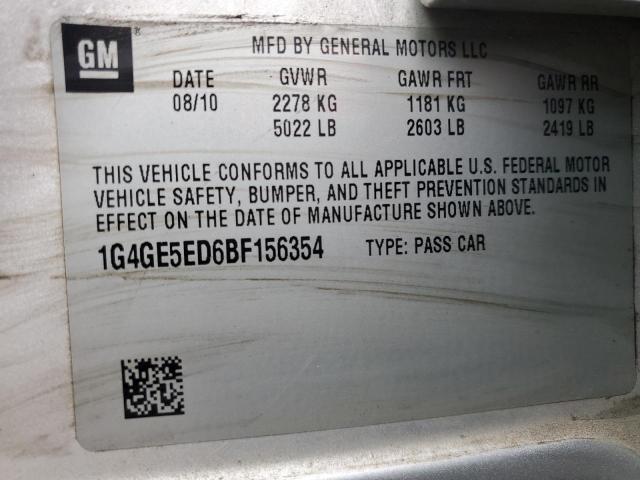 GM
MFD BY GENERAL MOTORS LLC
DATE GVWR GAWR FRT GAWR RR
08/10 2278 KG 1181 KG 1097 KG
5022 LB 2603 LB 2419 LB
THIS VEHICLE CONFORMS TO ALL APPLICABLE U.S. FEDERAL MOTOR
VEHICLE SAFETY, BUMPER, AND THEFT PREVENTION STANDARDS IN
EFFECT ON THE DATE OF MANUFACTURE SHOWN ABOVE.
1G4GE5ED6BF156354 TYPE: PASS CAR